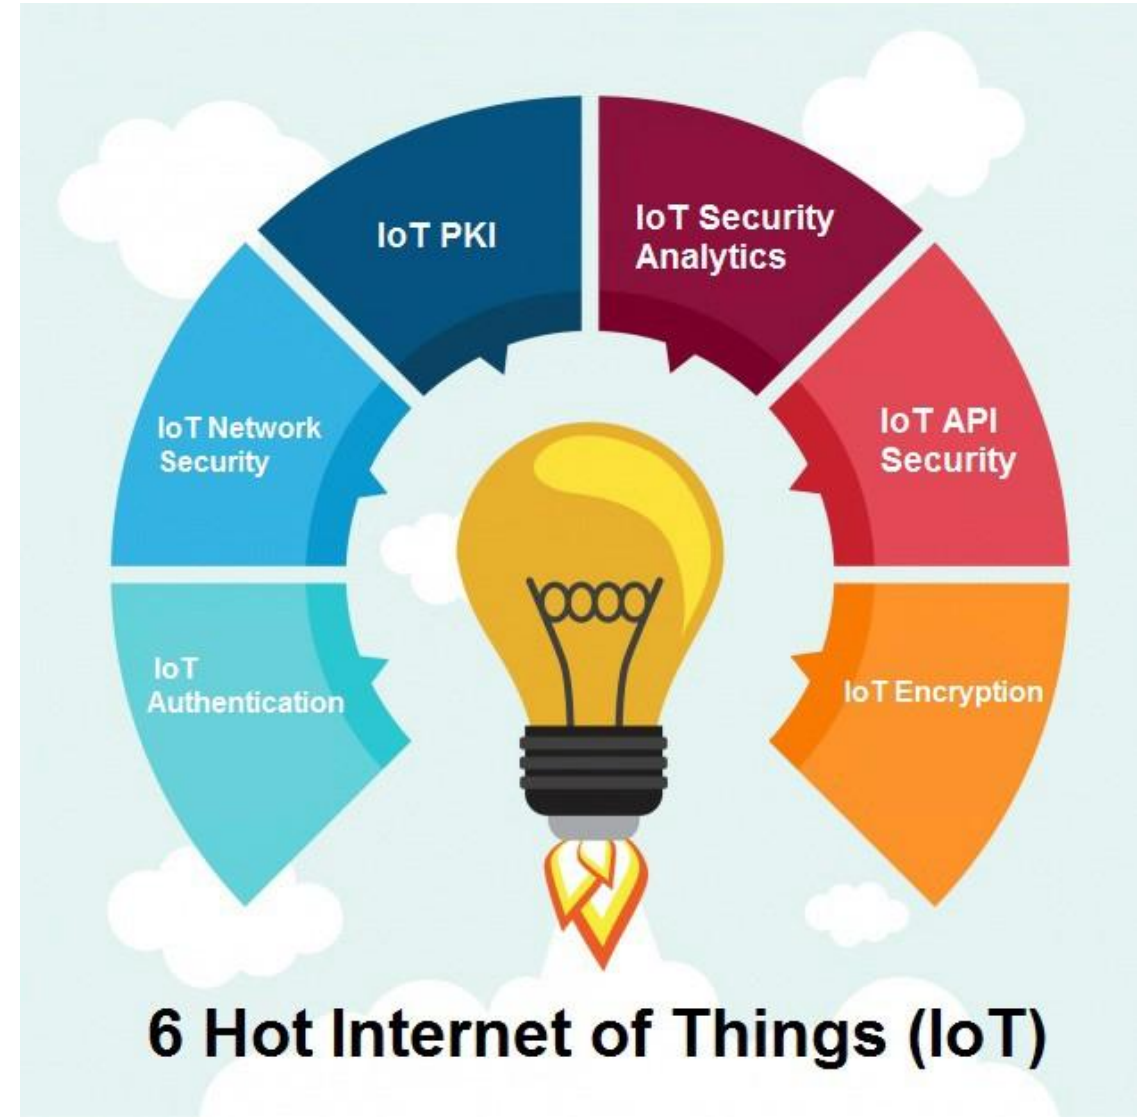 IoT PKI
IoT Security
Analytics
IoT Network
Security
IoT API
Security
IoT
Authentication
IoT Encryption
6 Hot Internet of Things (IoT)